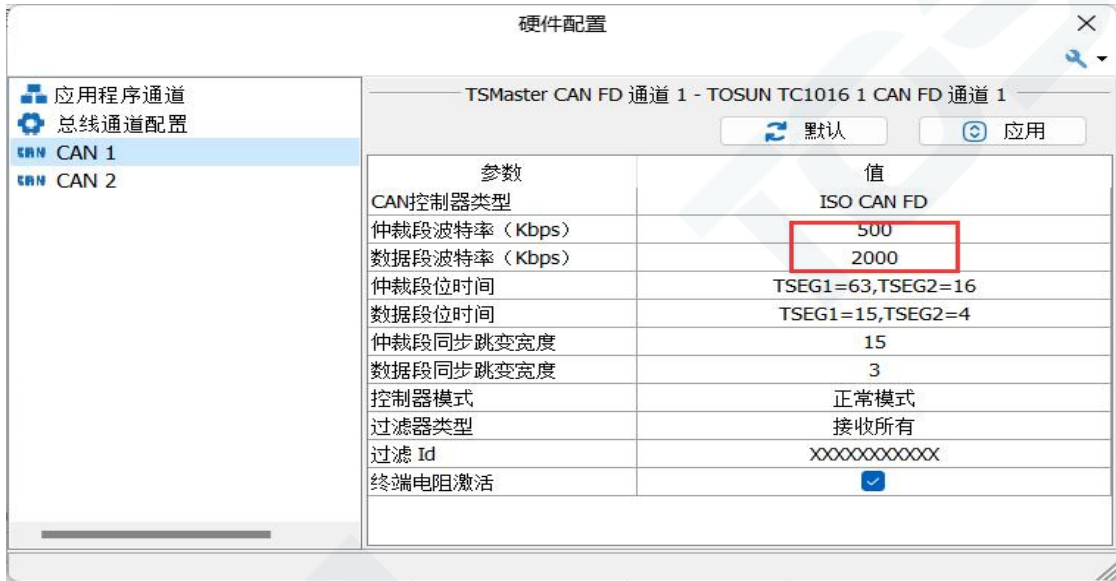 硬件配置
应用程序通道
总线通道配置
CAN CAN 1
CAN CAN 2
TSMaster CAN FD 通道 1 - TOSUN TC1016 1 CAN FD 通道 1
默认 应用
参数 值
CAN控制器类型 ISO CAN FD
仲裁段波特率（Kbps） 500
数据段波特率（Kbps） 2000
仲裁段位时间 TSEG1=63,TSEG2=16
数据段位时间 TSEG1=15,TSEG2=4
仲裁段同步跳变宽度 15
数据段同步跳变宽度 3
控制器模式 正常模式
过滤器类型 接收所有
过滤 Id XXXXXXXXXXX
终端电阻激活